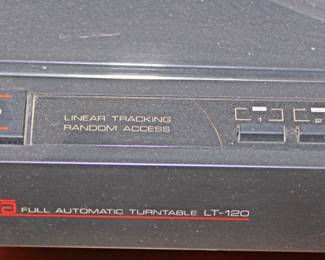 LINEAR TRACKING
RANDOM ACCESS
1 2
FULL AUTOMATIC TURNTABLE LT-120